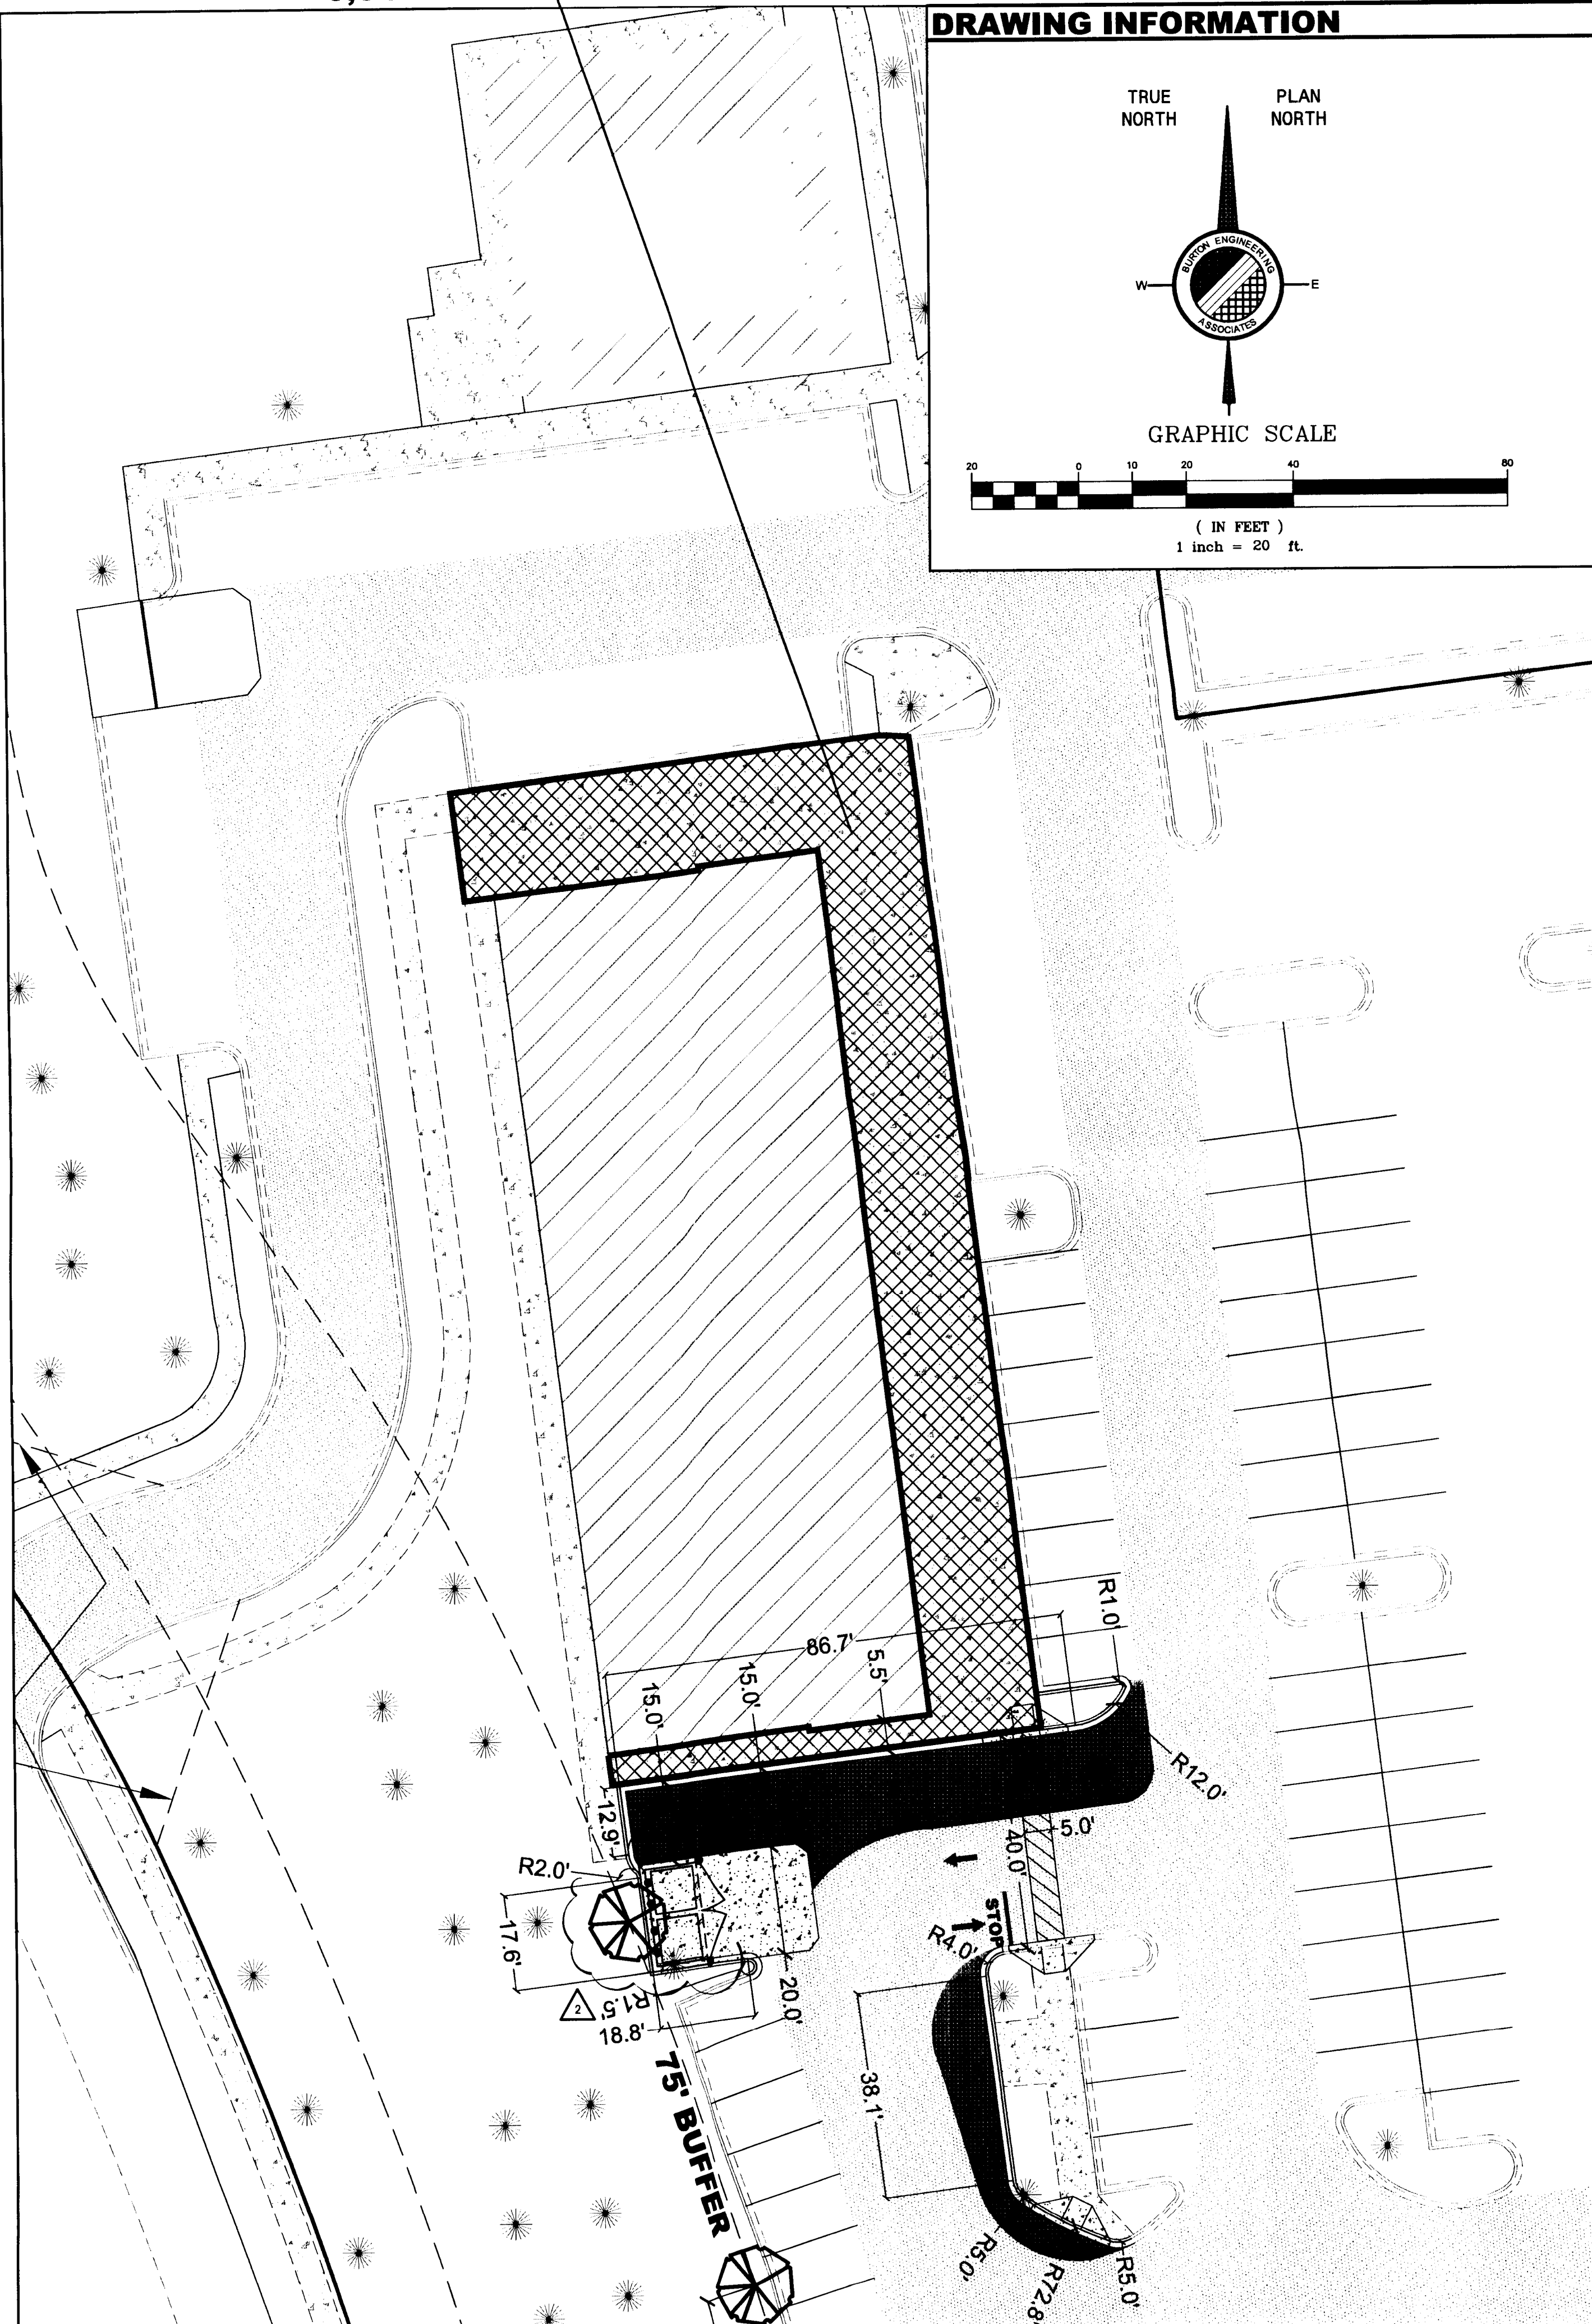 DRAWING INFORMATION
TRUE
NORTH
PLAN
NORTH
BURTON ENGINEERING
ASSOCIATES
W
E
GRAPHIC SCALE
20 0 10 20 40 80
( IN FEET )
1 inch = 20 ft.
R1.0'
86.7'
5.5'
15.0'
15.0'
R12.0'
12.9'
5.0'
40.0'
R2.0'
STOP
R4.0'
17.6'
20.0'
R1.5'
2
18.8'
75' BUFFER
38.1'
R5.0'
R72.8
R5.0'